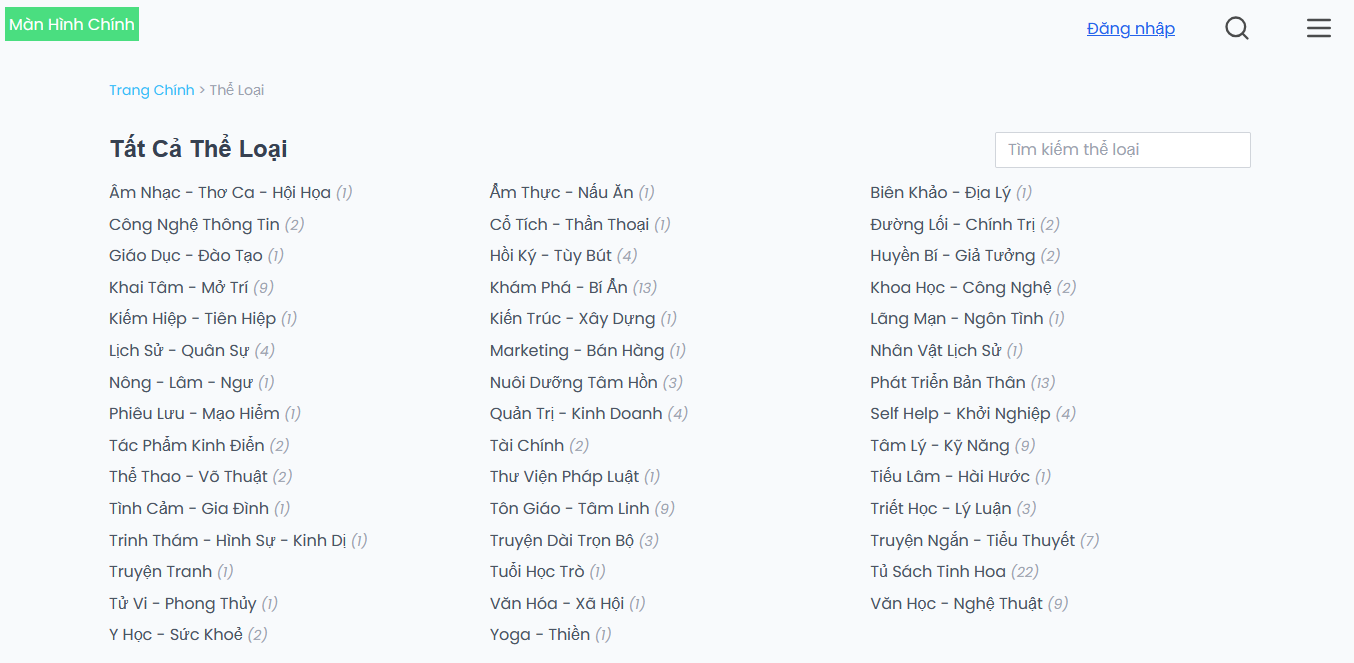 Màn Hình Chính
Đăng nhập
Trang Chính > Thể Loại
Tất Cả Thể Loại
Tìm kiếm thể loại
Âm Nhạc - Thơ Ca - Hội Họa (1)
Ẩm Thực - Nấu Ăn (1)
Biên Khảo - Địa Lý (1)
Công Nghệ Thông Tin (2)
Cổ Tích - Thần Thoại (1)
Đường Lối - Chính Trị (2)
Giáo Dục - Đào Tạo (1)
Hồi Ký - Tùy Bút (4)
Huyền Bí - Giả Tưởng (2)
Khai Tâm - Mở Trí (9)
Khám Phá - Bí Ẩn (13)
Khoa Học - Công Nghệ (2)
Kiếm Hiệp - Tiên Hiệp (1)
Kiến Trúc - Xây Dựng (1)
Lãng Mạn - Ngôn Tình (1)
Lịch Sử - Quân Sự (4)
Marketing - Bán Hàng (1)
Nhân Vật Lịch Sử (1)
Nông - Lâm - Ngư (1)
Nuôi Dưỡng Tâm Hồn (3)
Phát Triển Bản Thân (13)
Phiêu Lưu - Mạo Hiểm (1)
Quản Trị - Kinh Doanh (4)
Self Help - Khởi Nghiệp (4)
Tác Phẩm Kinh Điển (2)
Tài Chính (2)
Tâm Lý - Kỹ Năng (9)
Thể Thao - Võ Thuật (2)
Thư Viện Pháp Luật (1)
Tiếu Lâm - Hài Hước (1)
Tình Cảm - Gia Đình (1)
Tôn Giáo - Tâm Linh (9)
Triết Học - Lý Luận (3)
Trinh Thám - Hình Sự - Kinh Dị (1)
Truyện Dài Trọn Bộ (3)
Truyện Ngắn - Tiểu Thuyết (7)
Truyện Tranh (1)
Tuổi Học Trò (1)
Tủ Sách Tinh Hoa (22)
Tử Vi - Phong Thủy (1)
Văn Hóa - Xã Hội (1)
Văn Học - Nghệ Thuật (9)
Y Học - Sức Khoẻ (2)
Yoga - Thiền (1)